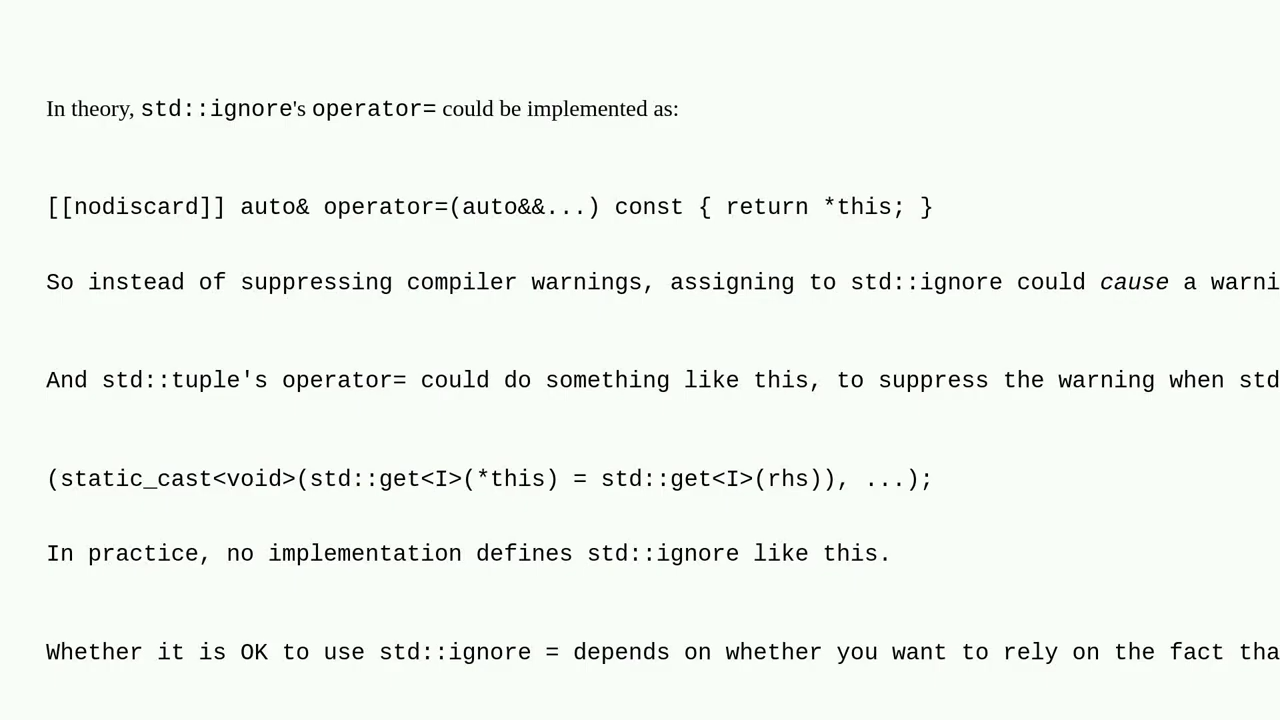 In theory, std::ignore's operator= could be implemented as:
[[nodiscard]] auto& operator=(auto&&...) const { return *this; }
So instead of suppressing compiler warnings, assigning to std::ignore could cause a warni
And std::tuple's operator= could do something like this, to suppress the warning when std
(static_cast<void>(std::get<I>(*this) = std::get<I>(rhs)), ...);
In practice, no implementation defines std::ignore like this.
Whether it is OK to use std::ignore = depends on whether you want to rely on the fact tha